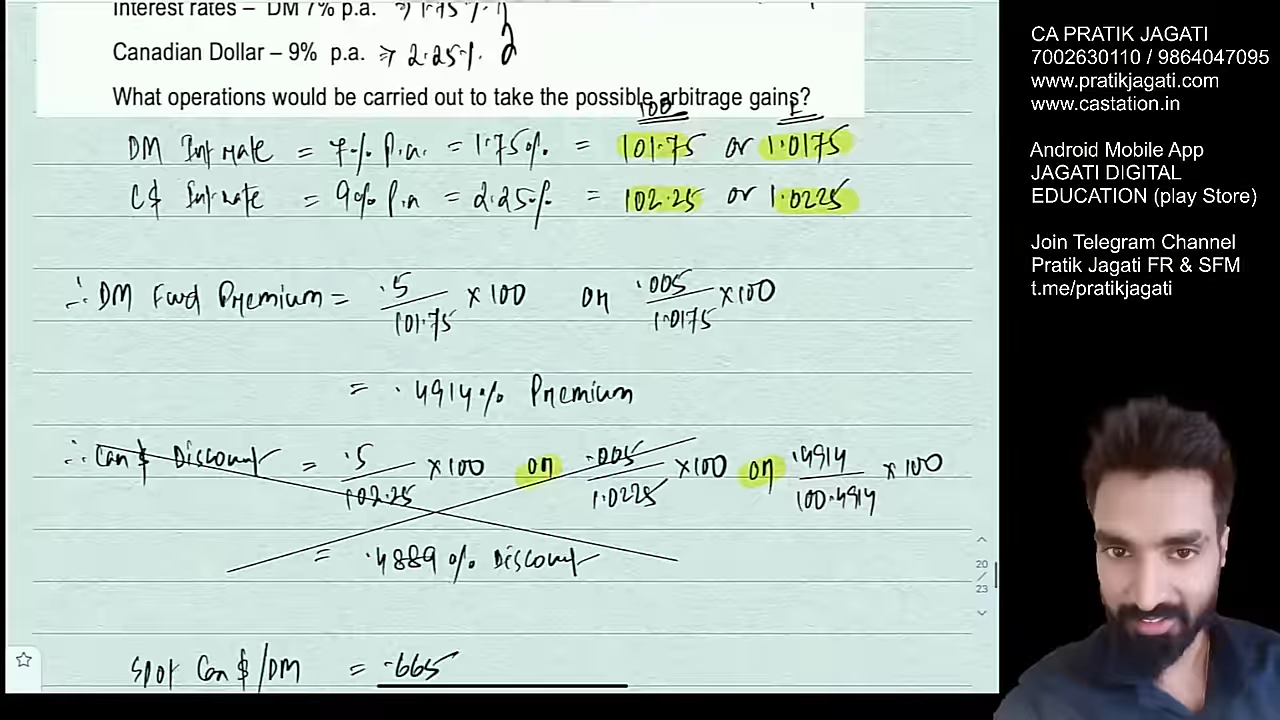 Interest rates – DM 7% p.a. ⇒ 1.75%.
Canadian Dollar – 9% p.a. ⇒ 2.25%.
What operations would be carried out to take the possible arbitrage gains?
100 1
DM Int rate = 7% P.a. = 1.75% = 101.75 or 1.0175
C$ Int rate = 9% P.a = 2.25% = 102.25 or 1.0225
∴ DM Fwd Premium = .5/101.75 × 100 or .005/1.0175 × 100
= .4914% Premium
∴ Can $ Discount = .5/102.25 × 100 or .005/1.0225 × 100 or .4914/100.4914 × 100
= .4889 % Discount
Spot Can $/DM = .665
20
/
23
CA PRATIK JAGATI
7002630110 / 9864047095
www.pratikjagati.com
www.castation.in
Android Mobile App
JAGATI DIGITAL
EDUCATION (play Store)
Join Telegram Channel
Pratik Jagati FR & SFM
t.me/pratikjagati